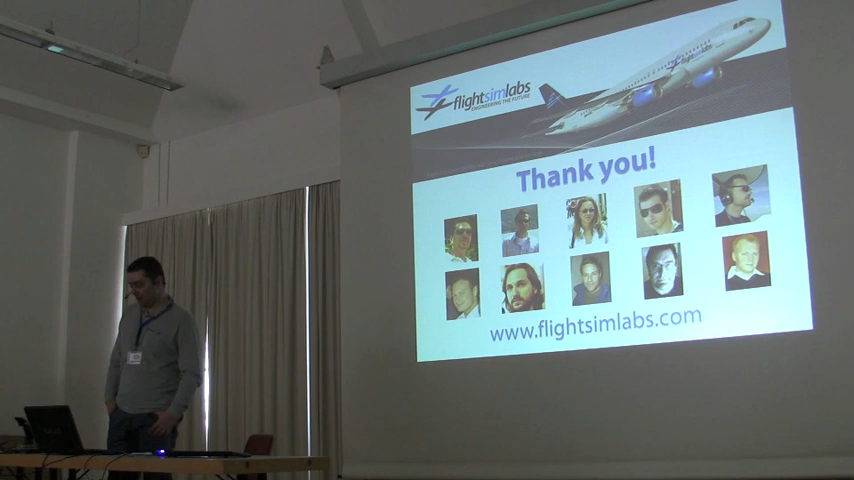 flightsimlabs
ENGINEERING THE FUTURE
Thank you!
www.flightsimlabs.com